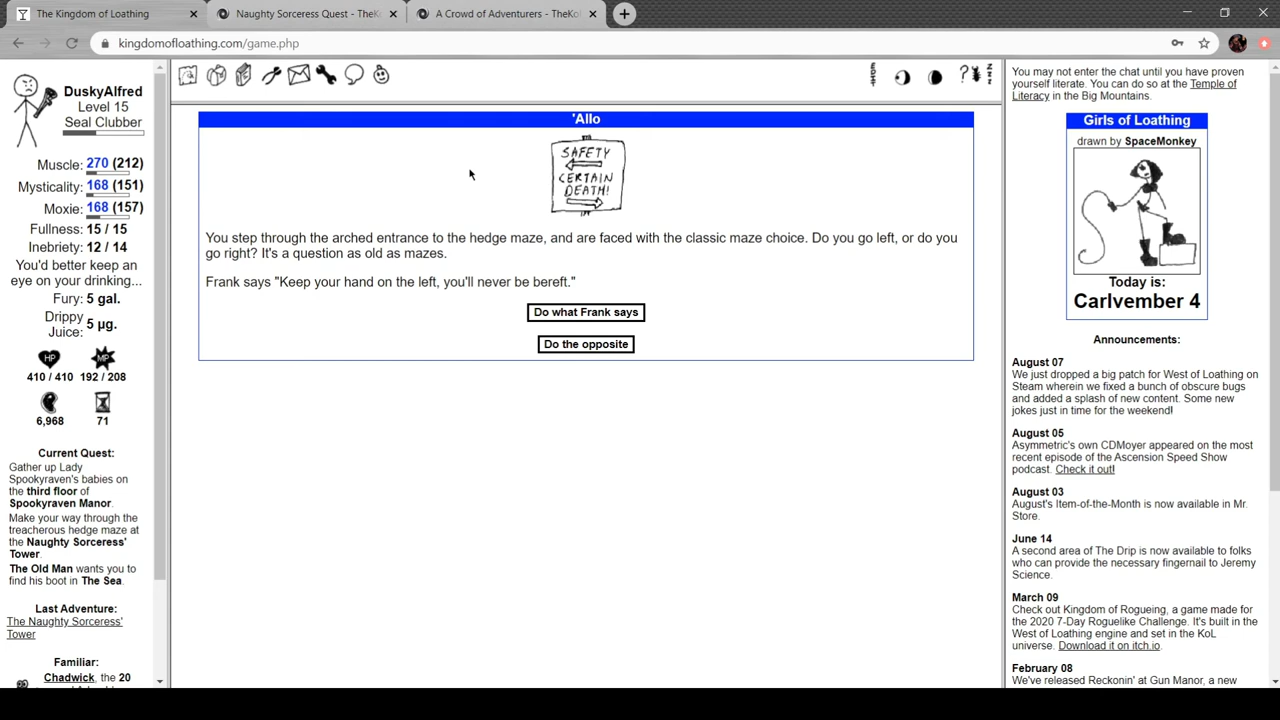 The Kingdom of Loathing
Naughty Sorceress Quest - TheK
A Crowd of Adventurers - TheKo
kingdomofloathing.com/game.php
DuskyAlfred
Level 15
Seal Clubber
Muscle: 270 (212)
Mysticality: 168 (151)
Moxie: 168 (157)
Fullness: 15 / 15
Inebriety: 12 / 14
You'd better keep an
eye on your drinking...
Fury: 5 gal.
Drippy
Juice: 5 µg.
HP MP
410 / 410 192 / 208
6,968 71
Current Quest:
Gather up Lady
Spookyraven's babies on
the third floor of
Spookyraven Manor.
Make your way through the
treacherous hedge maze at
the Naughty Sorceress'
Tower.
The Old Man wants you to
find his boot in The Sea.
Last Adventure:
The Naughty Sorceress'
Tower
Familiar:
Chadwick, the 20
'Allo
SAFETY
CERTAIN
DEATH!
You step through the arched entrance to the hedge maze, and are faced with the classic maze choice. Do you go left, or do you
go right? It's a question as old as mazes.
Frank says "Keep your hand on the left, you'll never be bereft."
Do what Frank says
Do the opposite
You may not enter the chat until you have proven
yourself literate. You can do so at the Temple of
Literacy in the Big Mountains.
Girls of Loathing
drawn by SpaceMonkey
Today is:
Carlvember 4
Announcements:
August 07
We just dropped a big patch for West of Loathing on
Steam wherein we fixed a bunch of obscure bugs
and added a splash of new content. Some new
jokes just in time for the weekend!
August 05
Asymmetric's own CDMoyer appeared on the most
recent episode of the Ascension Speed Show
podcast. Check it out!
August 03
August's Item-of-the-Month is now available in Mr.
Store.
June 14
A second area of The Drip is now available to folks
who can provide the necessary fingernail to Jeremy
Science.
March 09
Check out Kingdom of Rogueing, a game made for
the 2020 7-Day Roguelike Challenge. It's built in the
West of Loathing engine and set in the KoL
universe. Download it on itch.io.
February 08
We've released Reckonin' at Gun Manor, a new